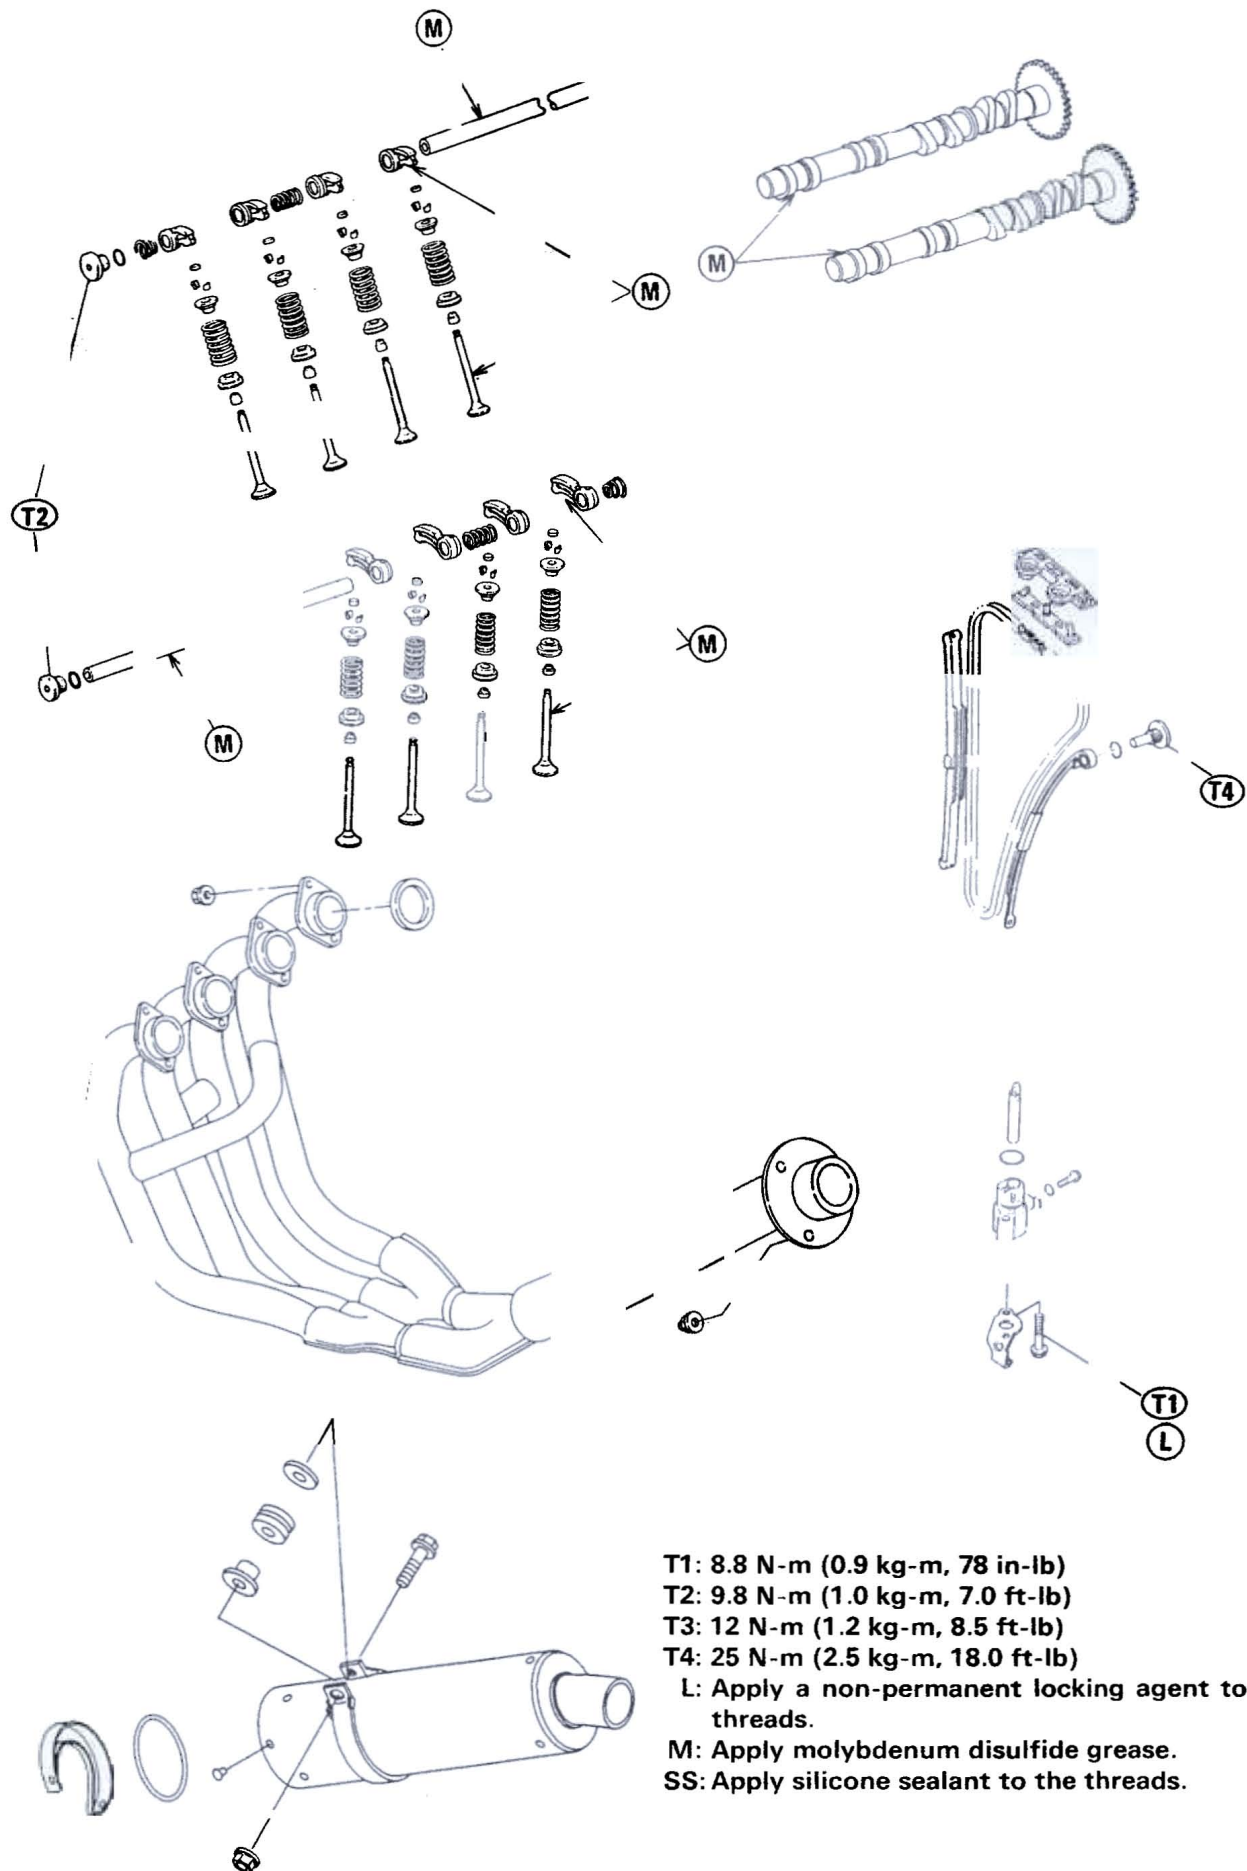 M
M
M
T2
M
M
T4
T1
L
T1: 8.8 N-m (0.9 kg-m, 78 in-lb)
T2: 9.8 N-m (1.0 kg-m, 7.0 ft-lb)
T3: 12 N-m (1.2 kg-m, 8.5 ft-lb)
T4: 25 N-m (2.5 kg-m, 18.0 ft-lb)
L: Apply a non-permanent locking agent to
threads.
M: Apply molybdenum disulfide grease.
SS: Apply silicone sealant to the threads.